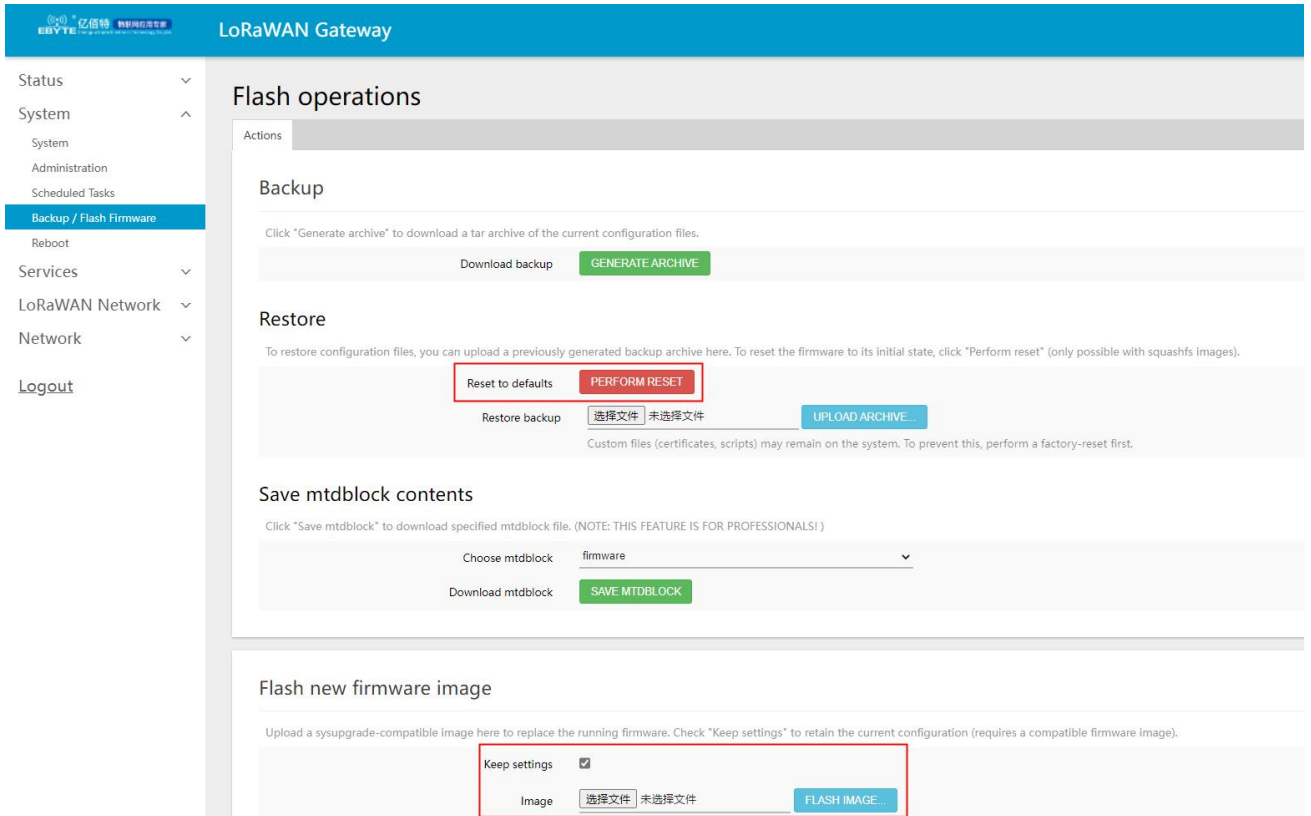 EBYTE 亿佰特 物联网应用专家
LoRaWAN Gateway
Status
System
System
Administration
Scheduled Tasks
Backup / Flash Firmware
Reboot
Services
LoRaWAN Network
Network
Logout
Flash operations
Actions
Backup
Click "Generate archive" to download a tar archive of the current configuration files.
Download backup GENERATE ARCHIVE
Restore
To restore configuration files, you can upload a previously generated backup archive here. To reset the firmware to its initial state, click "Perform reset" (only possible with squashfs images).
Reset to defaults PERFORM RESET
Restore backup 选择文件 未选择文件 UPLOAD ARCHIVE...
Custom files (certificates, scripts) may remain on the system. To prevent this, perform a factory-reset first.
Save mtdblock contents
Click "Save mtdblock" to download specified mtdblock file. (NOTE: THIS FEATURE IS FOR PROFESSIONALS! )
Choose mtdblock firmware
Download mtdblock SAVE MTDBLOCK
Flash new firmware image
Upload a sysupgrade-compatible image here to replace the running firmware. Check "Keep settings" to retain the current configuration (requires a compatible firmware image).
Keep settings
Image 选择文件 未选择文件 FLASH IMAGE...